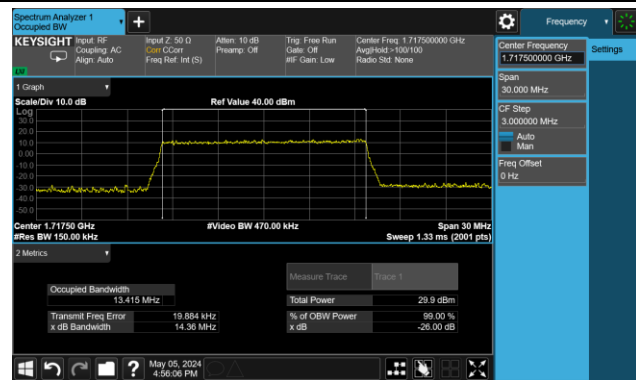 Spectrum Analyzer 1
Occupied BW
+
Frequency
KEYSIGHT
Input: RF
Coupling: AC
Align: Auto
Input Z: 50 Ω
Corr CCorr
Freq Ref: Int (S)
Atten: 10 dB
Preamp: Off
Trig: Free Run
Gate: Off
#IF Gain: Low
Center Freq: 1.717500000 GHz
Avg|Hold:>100/100
Radio Std: None
Center Frequency
1.717500000 GHz
Settings
Span
30.000 MHz
CF Step
3.000000 MHz
Auto
Man
Freq Offset
0 Hz
1 Graph
Scale/Div 10.0 dB
Ref Value 40.00 dBm
Log
30.0
20.0
10.0
0.00
-10.0
-20.0
-30.0
-40.0
-50.0
Center 1.71750 GHz
#Video BW 470.00 kHz
Span 30 MHz
#Res BW 150.00 kHz
Sweep 1.33 ms (2001 pts)
2 Metrics
Measure Trace
Trace 1
Occupied Bandwidth
13.415 MHz
Total Power
29.9 dBm
Transmit Freq Error
19.884 kHz
% of OBW Power
99.00 %
x dB Bandwidth
14.36 MHz
x dB
-26.00 dB
?
May 05, 2024
4:56:06 PM